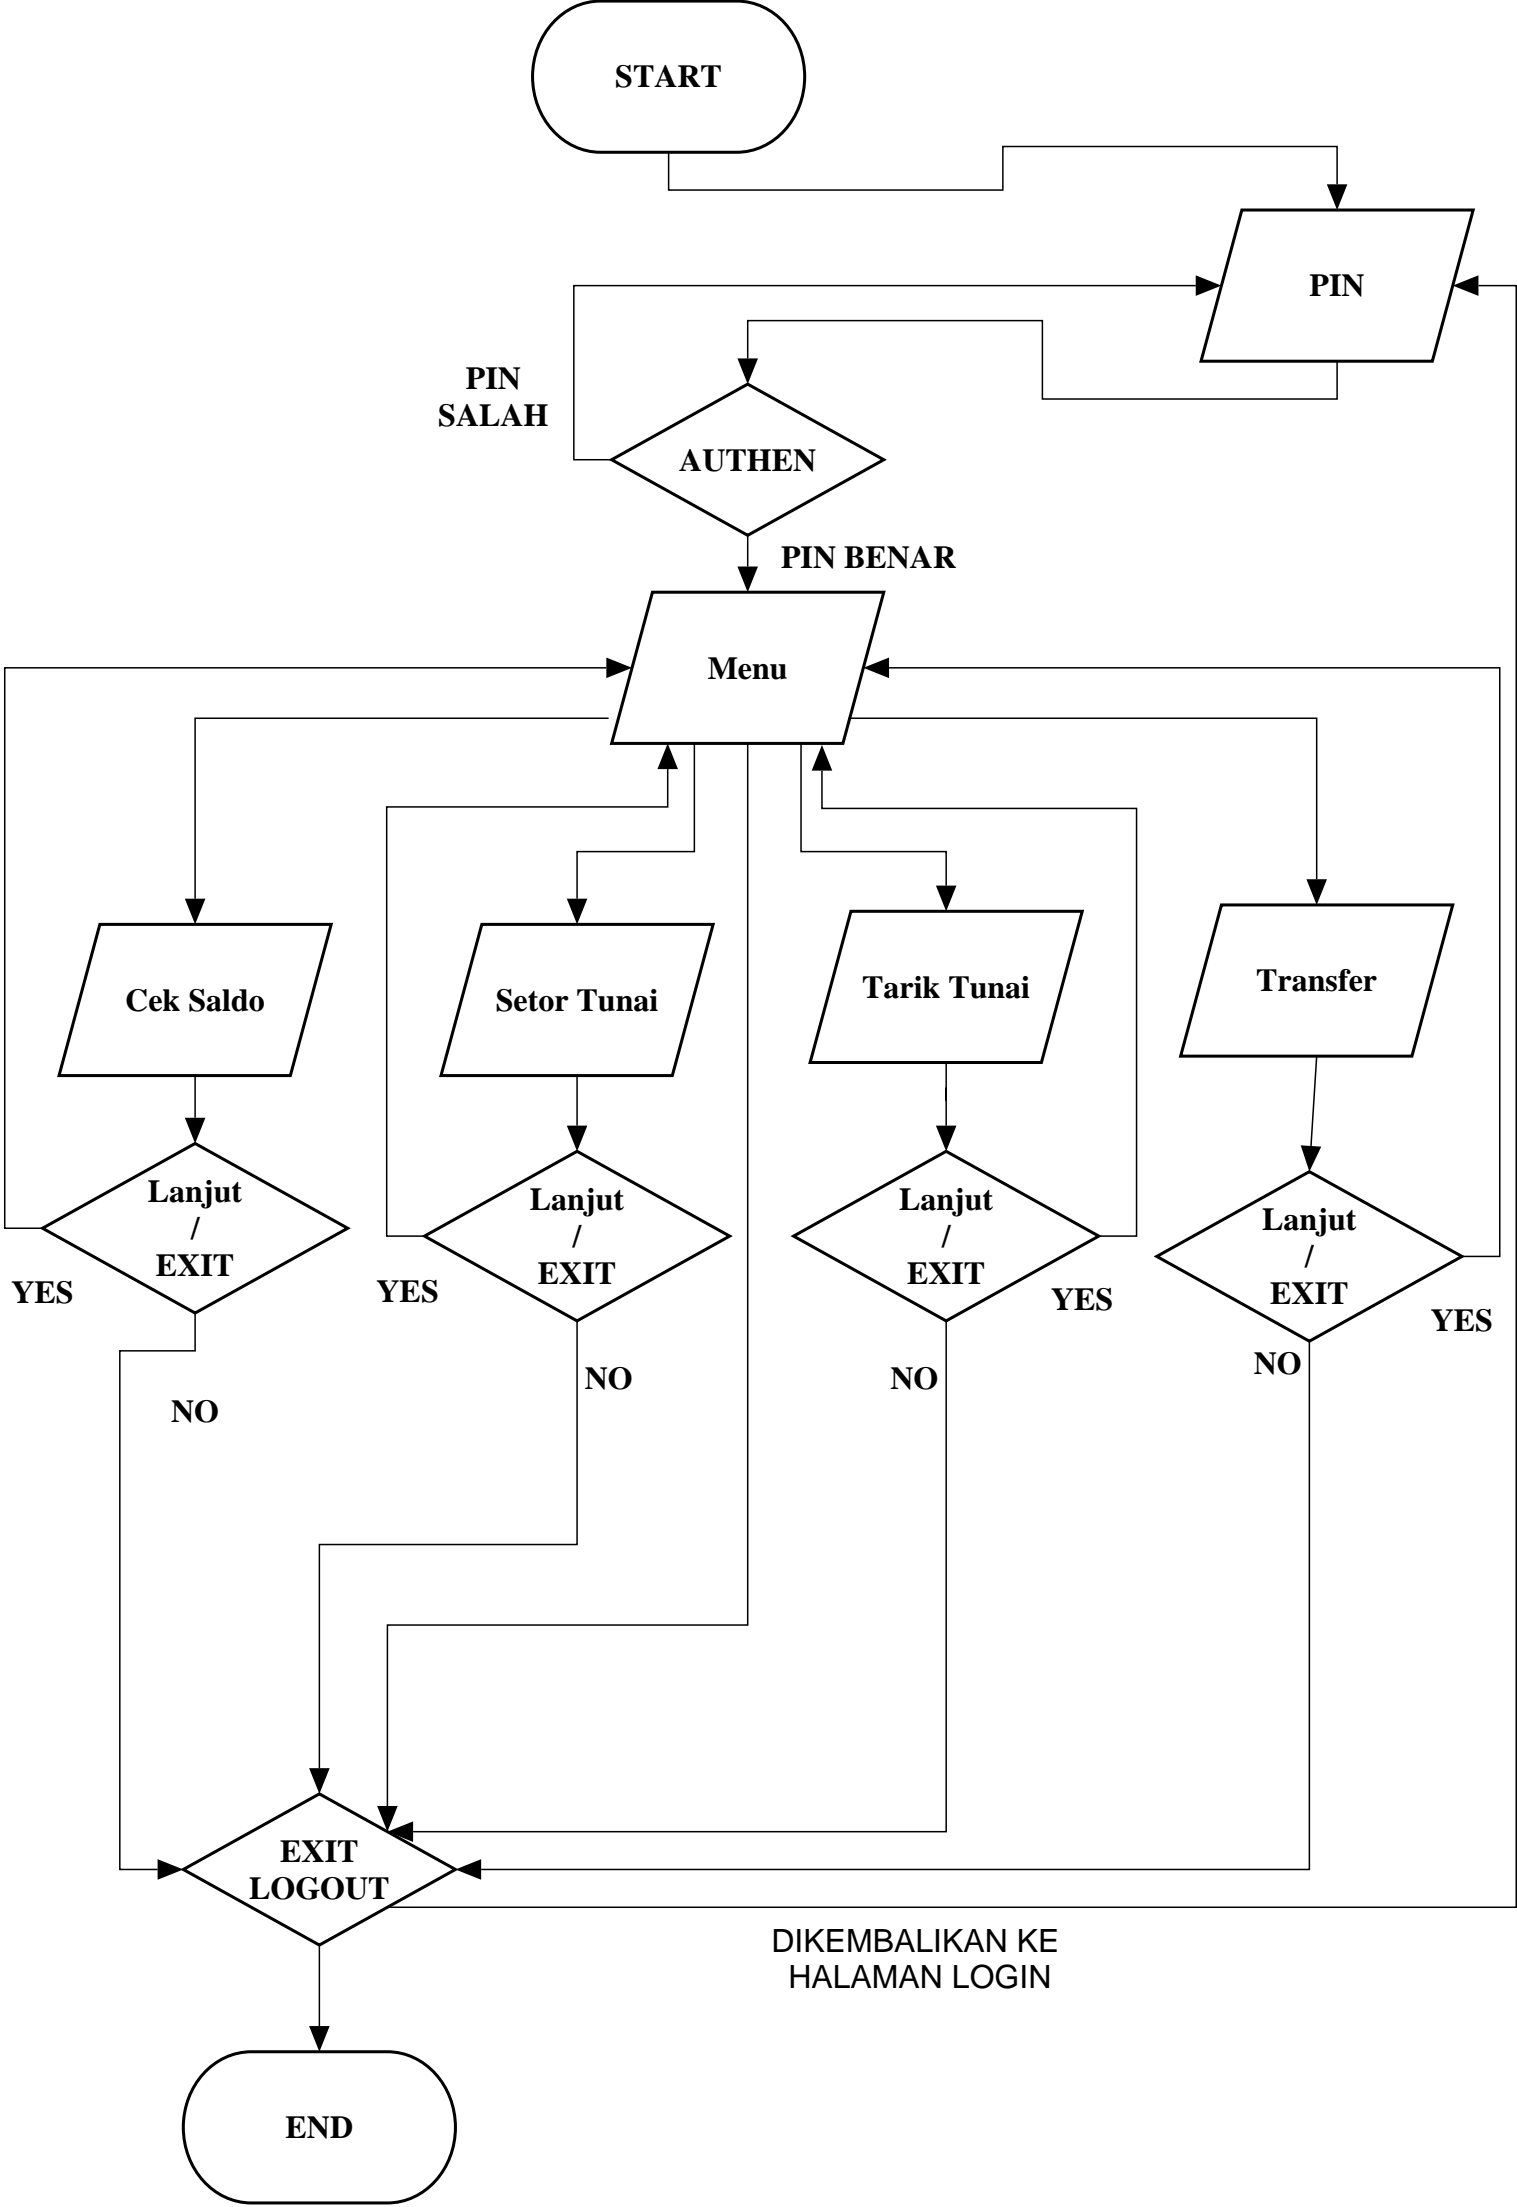 START
PIN
PIN
SALAH
AUTHEN
PIN BENAR
Menu
Cek Saldo
Setor Tunai
Tarik Tunai
Transfer
Lanjut
/
EXIT
YES
NO
Lanjut
/
EXIT
YES
NO
Lanjut
/
EXIT
YES
NO
Lanjut
/
EXIT
YES
NO
EXIT
LOGOUT
DIKEMBALIKAN KE
HALAMAN LOGIN
END